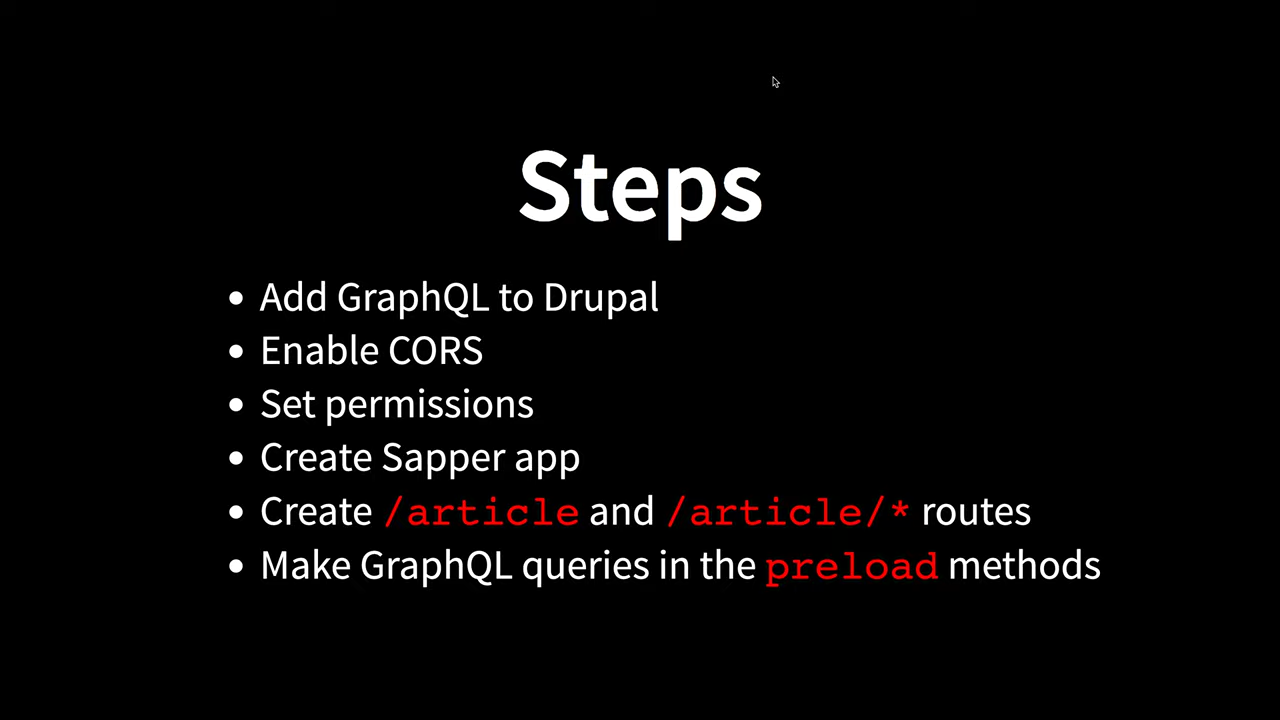 Steps
• Add GraphQL to Drupal
• Enable CORS
• Set permissions
• Create Sapper app
• Create /article and /article/* routes
• Make GraphQL queries in the preload methods